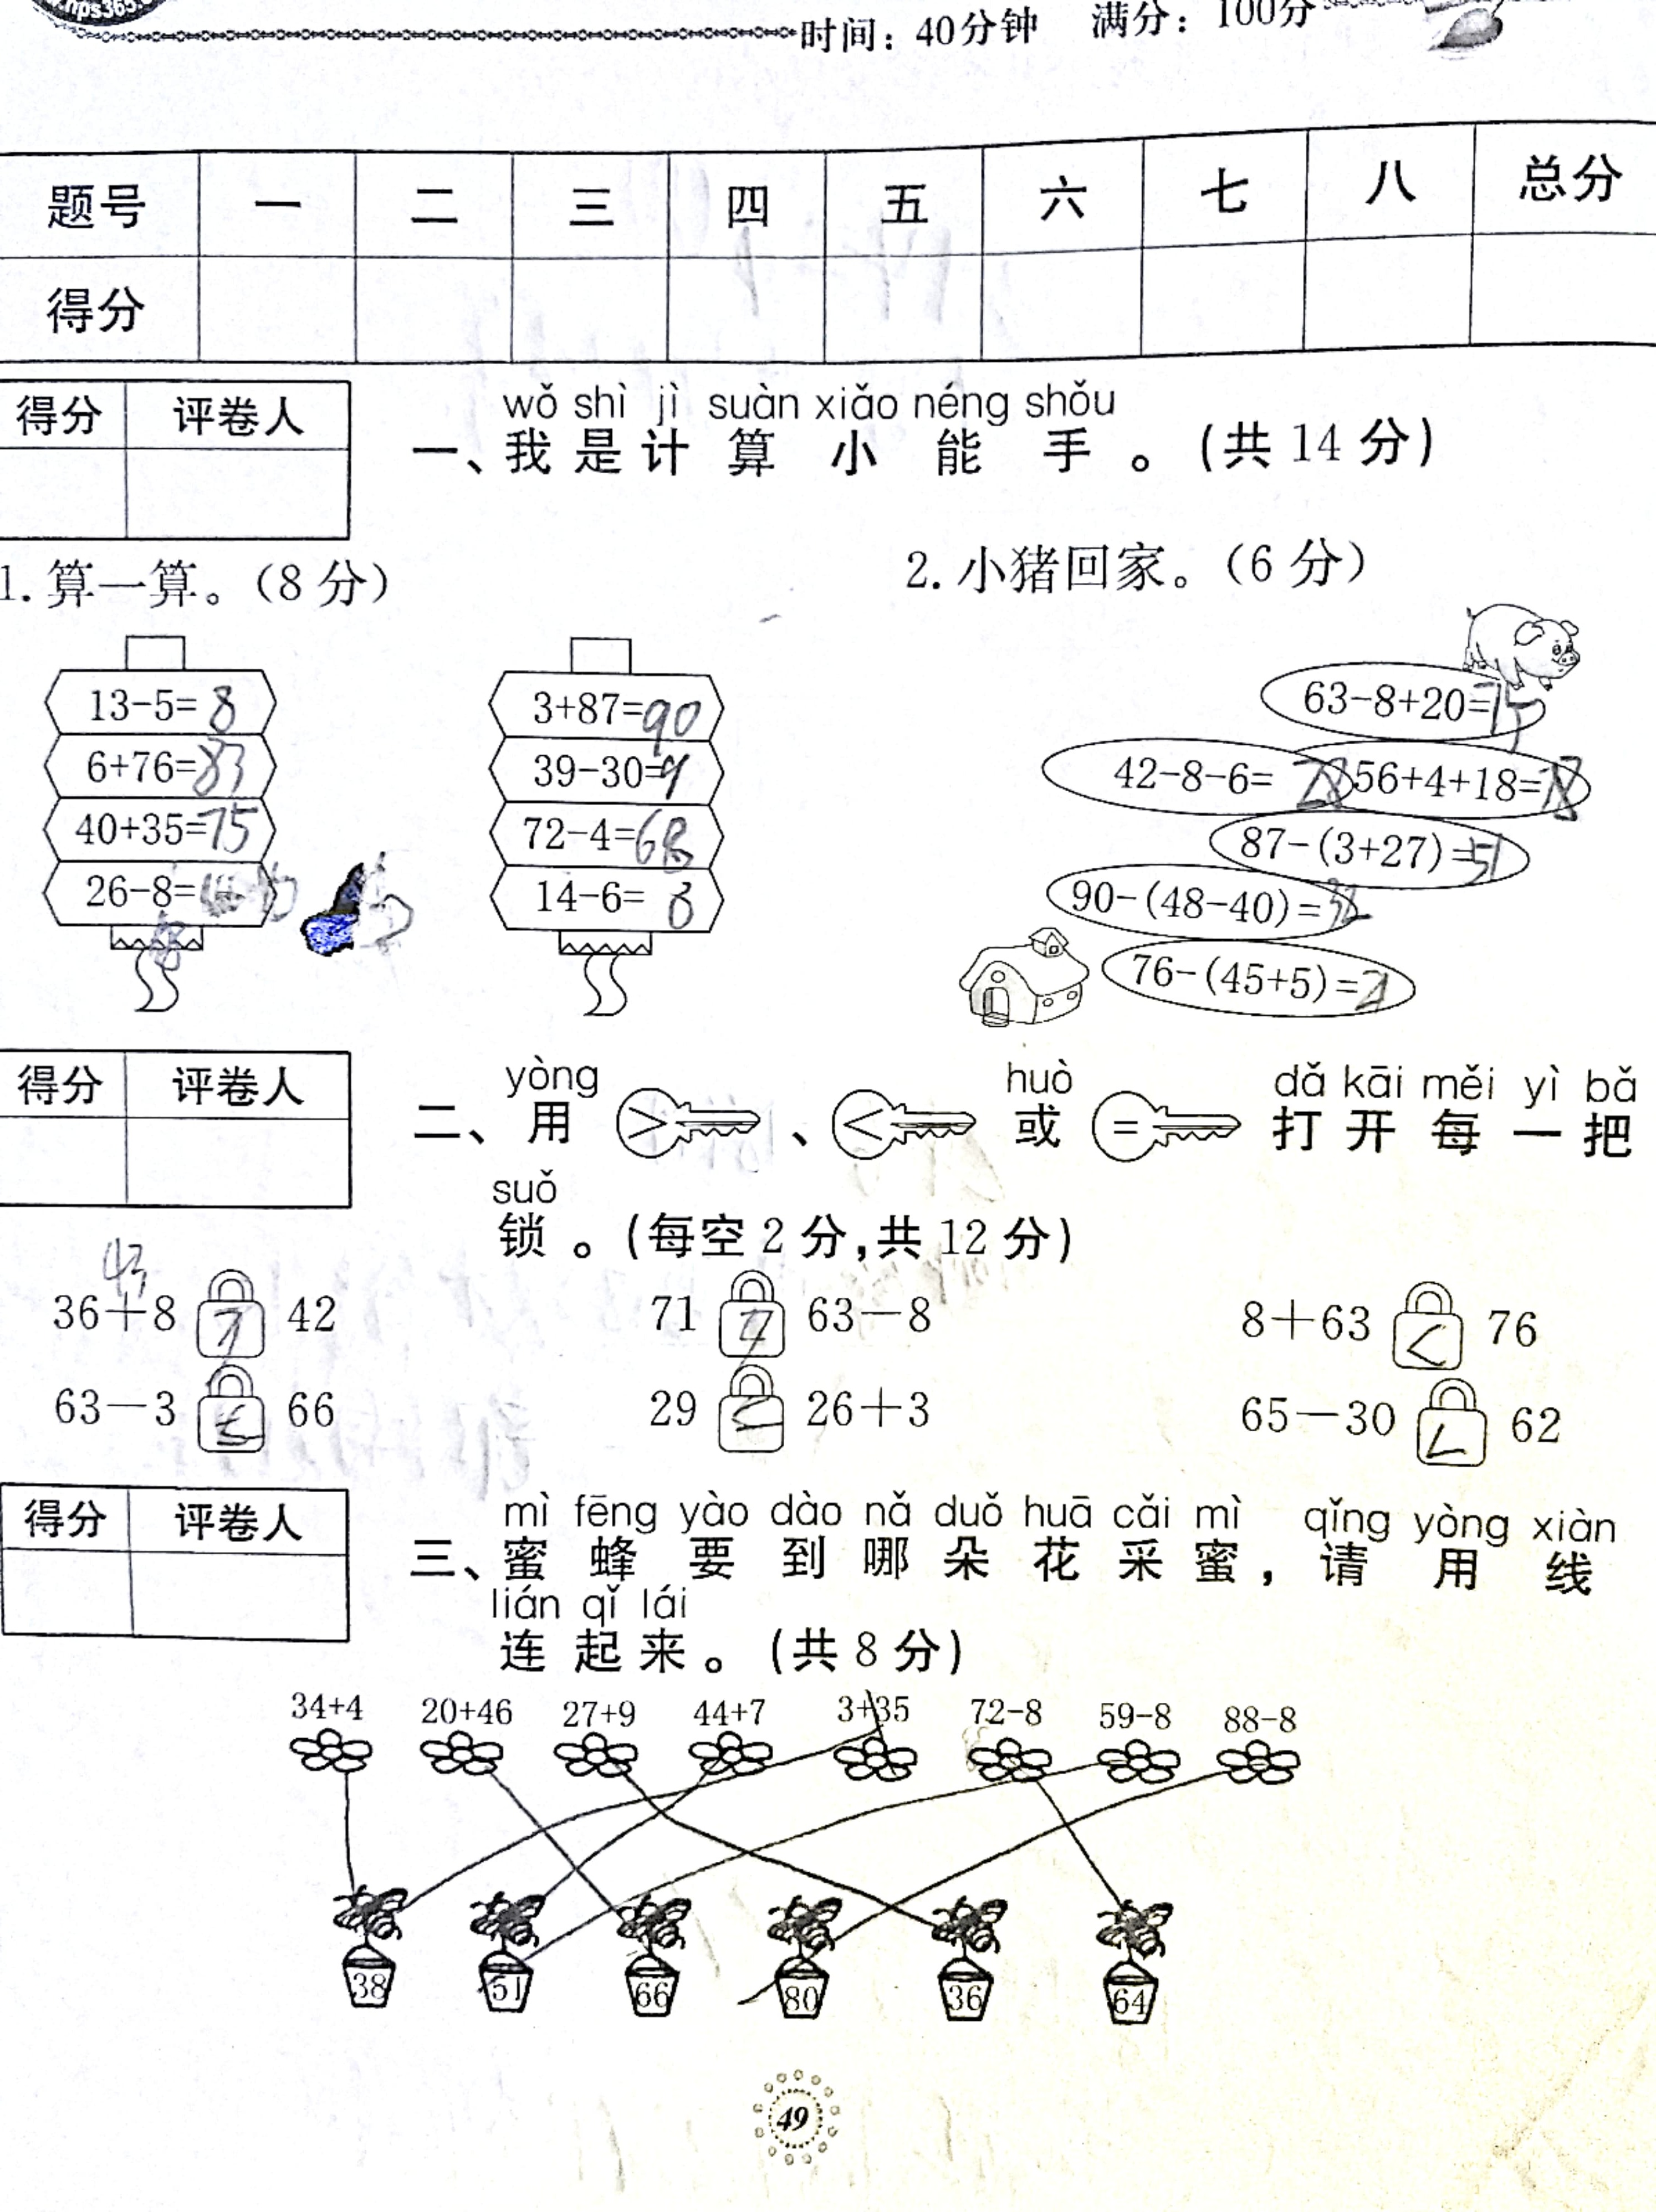 时间：40分钟 满分：100分
题号 一 二 三 四 五 六 七 八 总分
得分
得分 评卷人
wǒ shì jì suàn xiǎo néng shǒu
一、我是计算小能手。(共14分)
1.算一算。(8分)
2.小猪回家。(6分)
13-5=8
6+76=83
40+35=75
26-8=
3+87=90
39-30=9
72-4=68
14-6=8
63-8+20=75
42-8-6=28
56+4+18=78
87-(3+27)=51
90-(48-40)=
76-(45+5)=
得分 评卷人
yòng huò dǎ kāi měi yì bǎ
二、用 > 、 < 或 = 打开每一把
suǒ
锁。(每空2分,共12分)
43
36+8 > 42 71 > 63-8 8+63 < 76
63-3 66 29 = 26+3 65-30 < 62
得分 评卷人
mì fēng yào dào nǎ duǒ huā cǎi mì qǐng yòng xiàn
三、蜜蜂要到哪朵花采蜜，请用线
lián qǐ lái
连起来。(共8分)
34+4 20+46 27+9 44+7 3+35 72-8 59-8 88-8
38 51 66 80 36 64
49